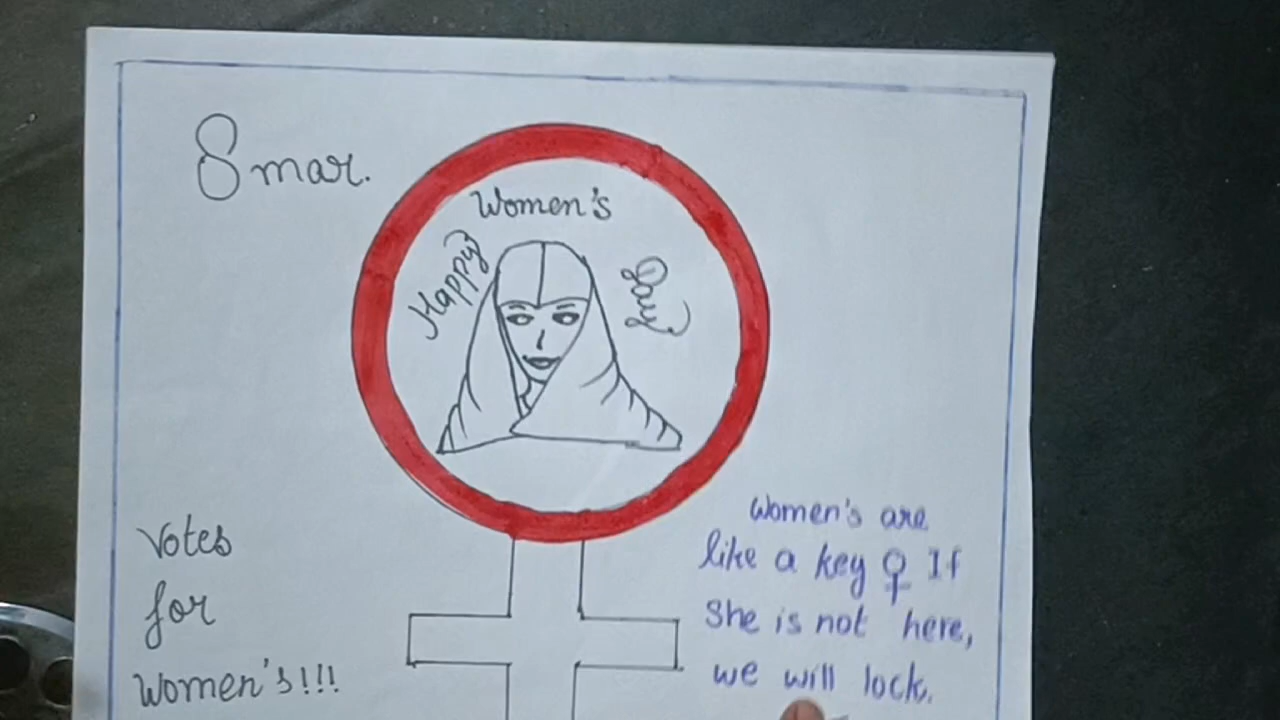 8 mar.
Happy Women's Day
Votes
for
Women's!!!
Women's are
like a key ♀ If
She is not here,
we will lock.